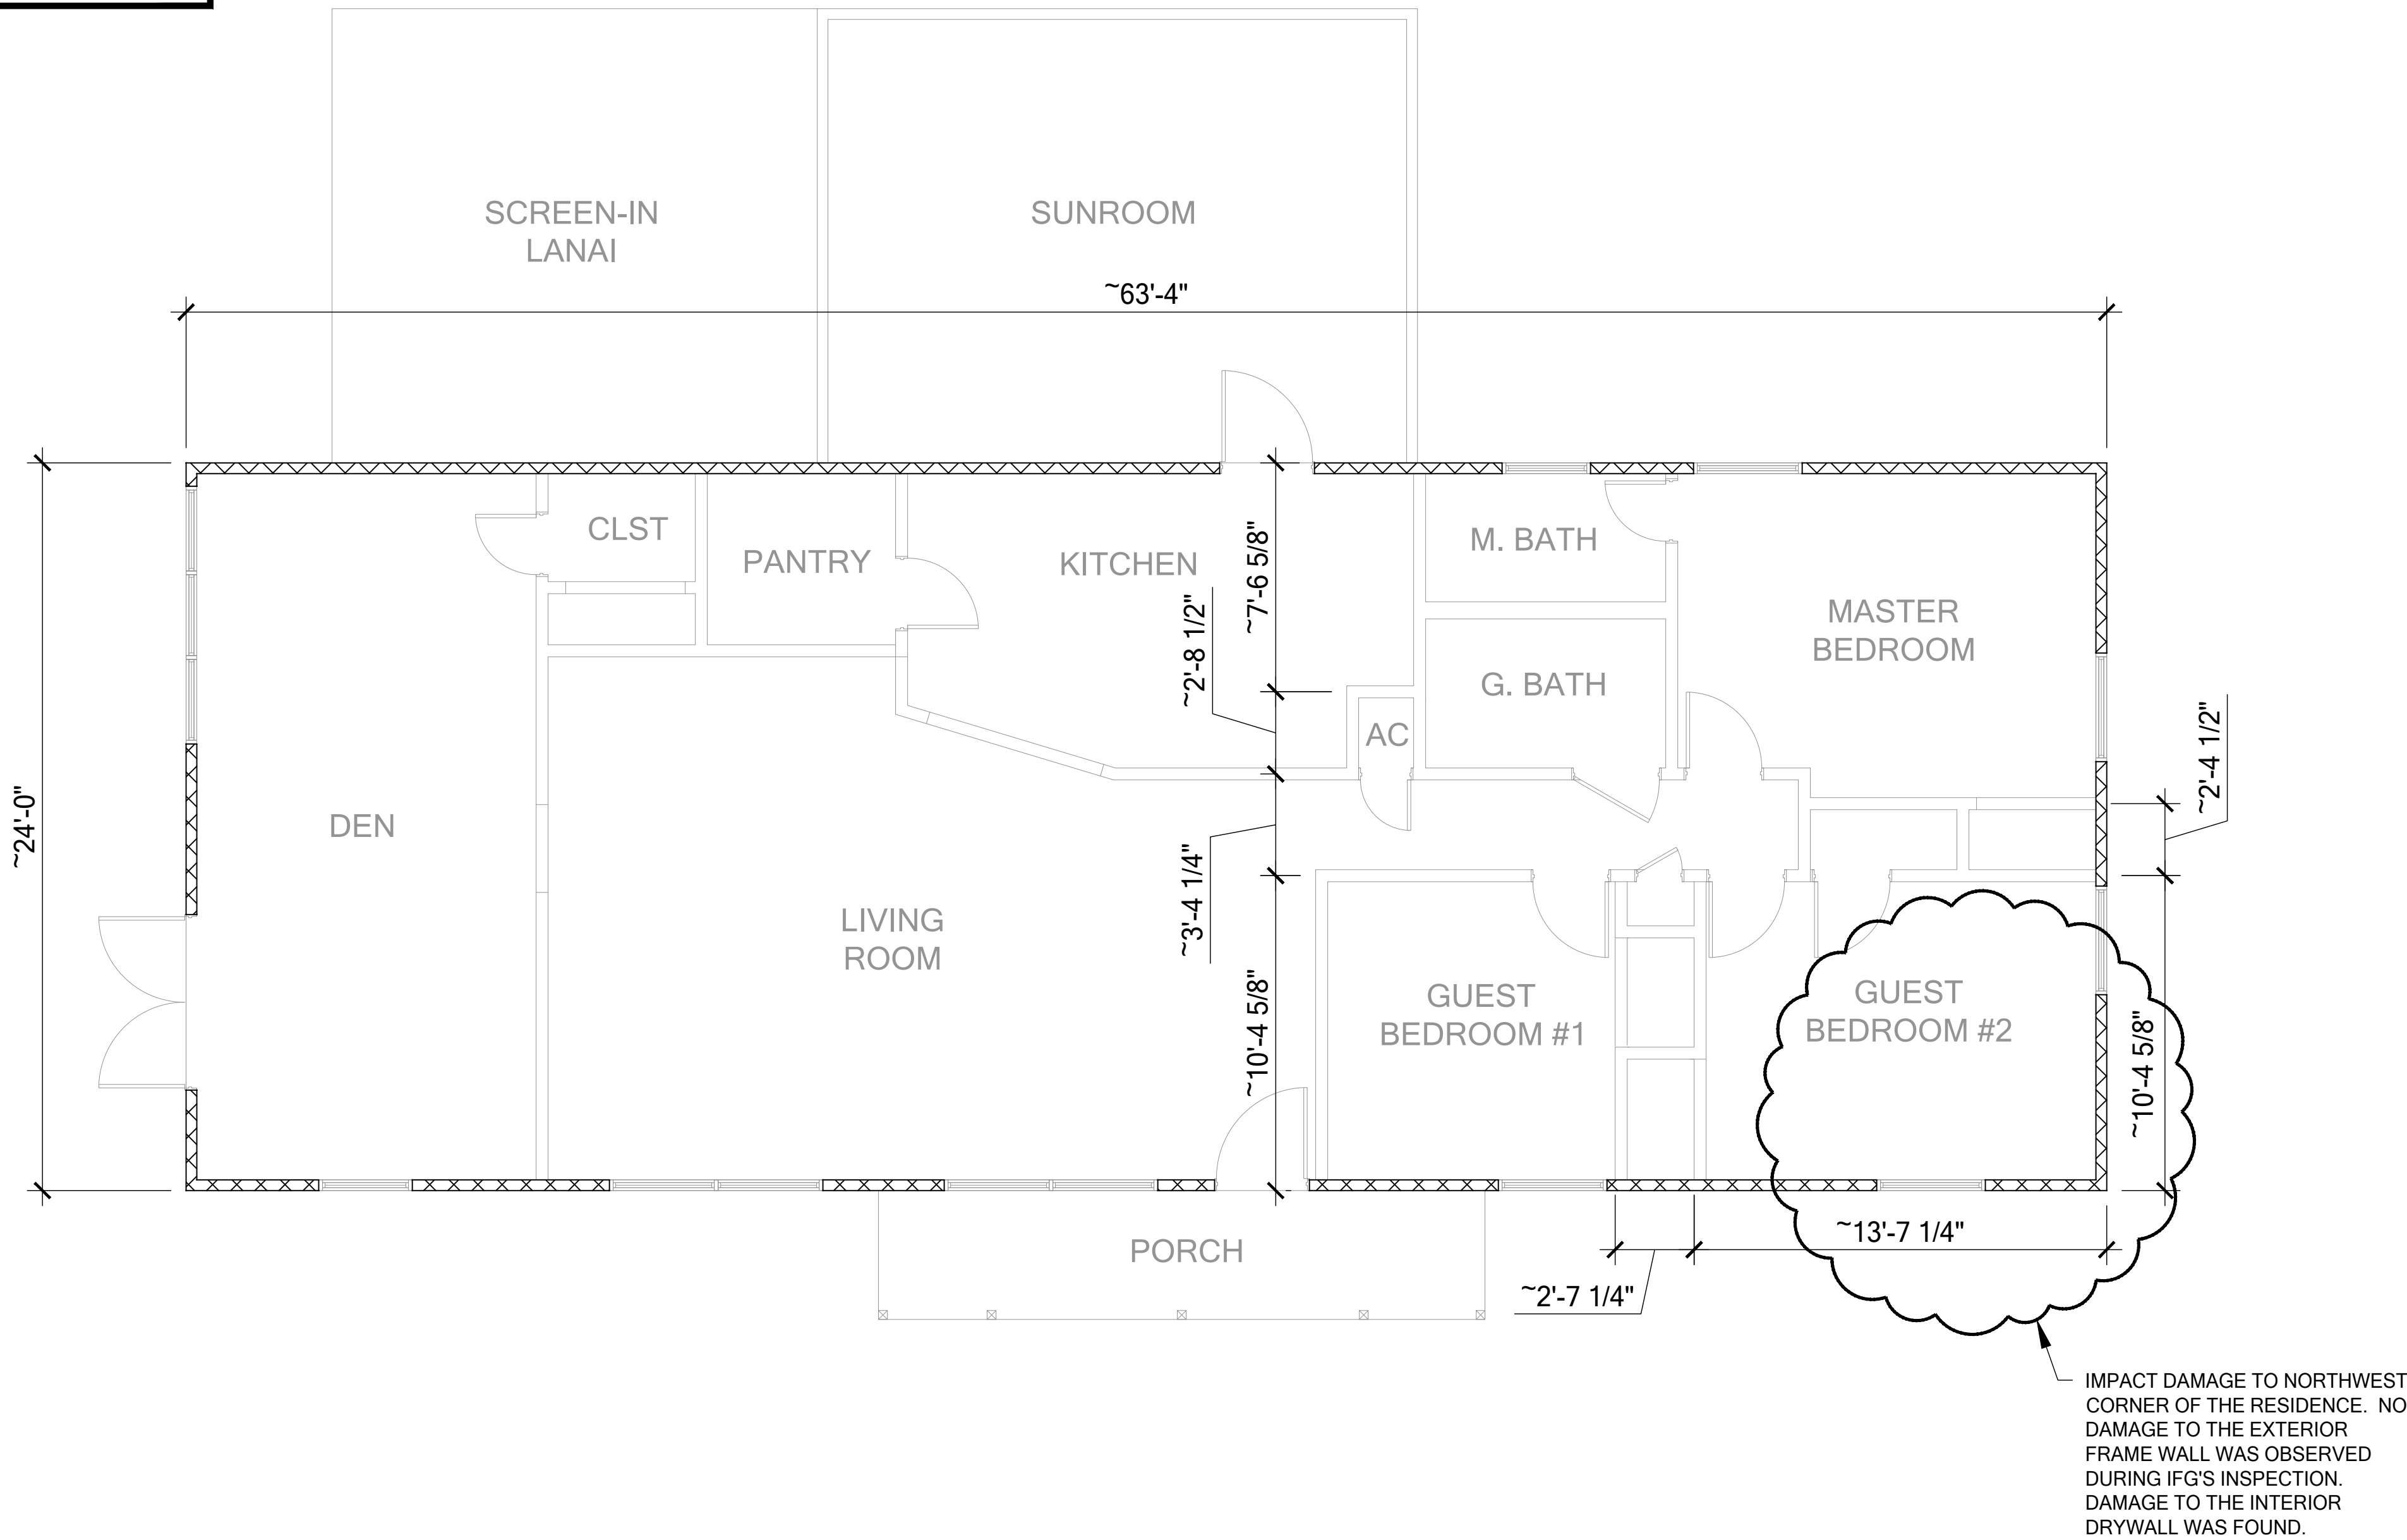 SCREEN-IN
LANAI
SUNROOM
~63'-4"
CLST
PANTRY
KITCHEN
~7'-6 5/8"
~2'-8 1/2"
M. BATH
MASTER
BEDROOM
G. BATH
AC
~2'-4 1/2"
~24'-0"
DEN
~3'-4 1/4"
LIVING
ROOM
~10'-4 5/8"
GUEST
BEDROOM #1
GUEST
BEDROOM #2
~10'-4 5/8"
PORCH
~13'-7 1/4"
~2'-7 1/4"
IMPACT DAMAGE TO NORTHWEST
CORNER OF THE RESIDENCE.  NO
DAMAGE TO THE EXTERIOR
FRAME WALL WAS OBSERVED
DURING IFG'S INSPECTION.
DAMAGE TO THE INTERIOR
DRYWALL WAS FOUND.